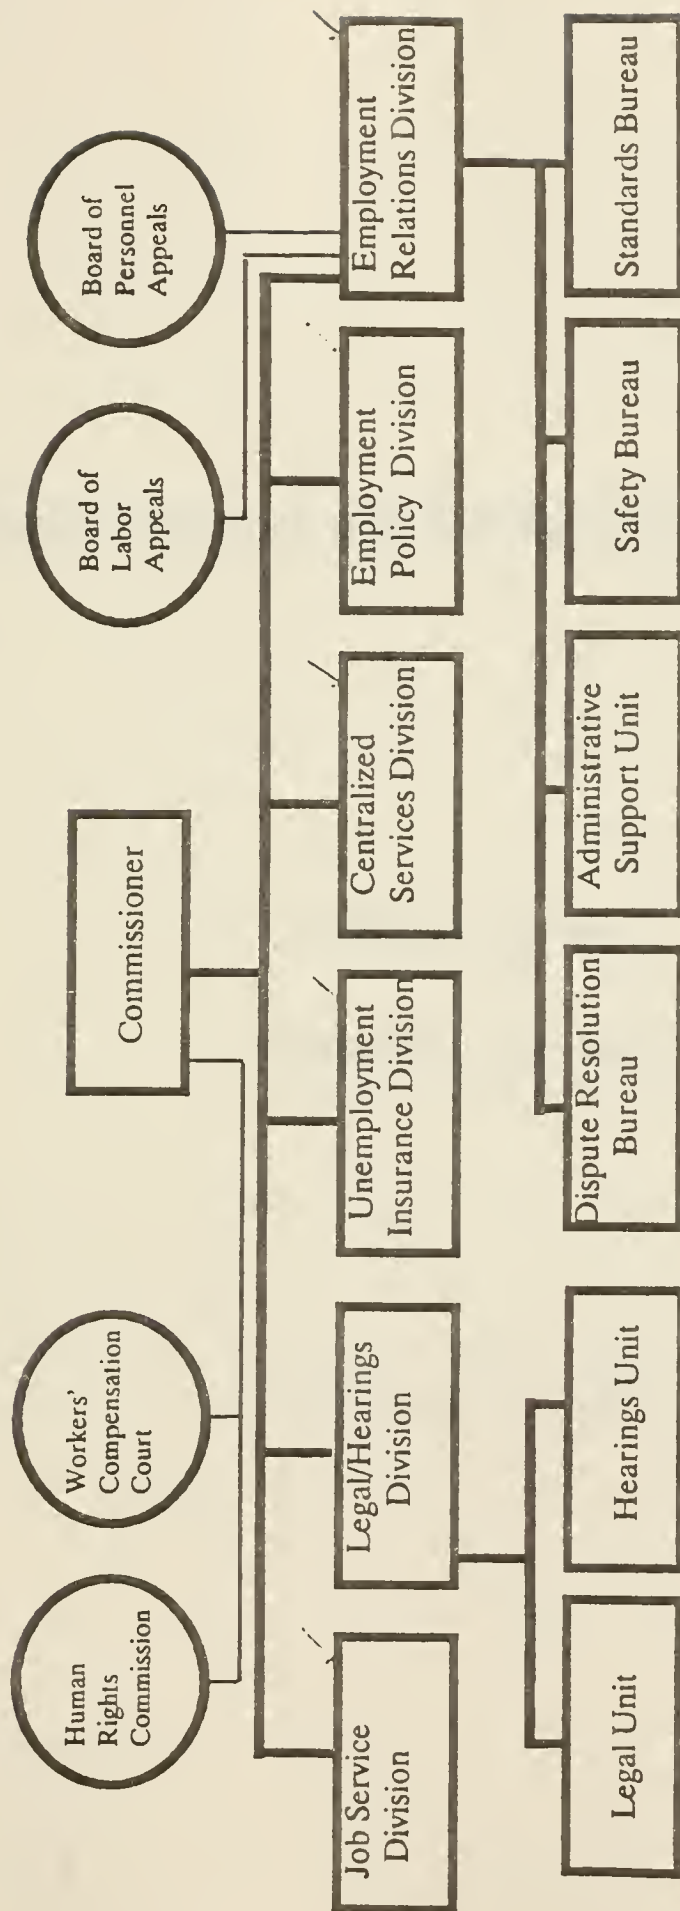 Human
Rights
Commission
Workers'
Compensation
Court
Commissioner
Board of
Labor
Appeals
Board of
Personnel
Appeals
Job Service
Division
Legal/Hearings
Division
Unemployment
Insurance Division
Centralized
Services Division
Employment
Policy Division
Employment
Relations Division
Legal Unit
Hearings Unit
Dispute Resolution
Bureau
Administrative
Support Unit
Safety Bureau
Standards Bureau